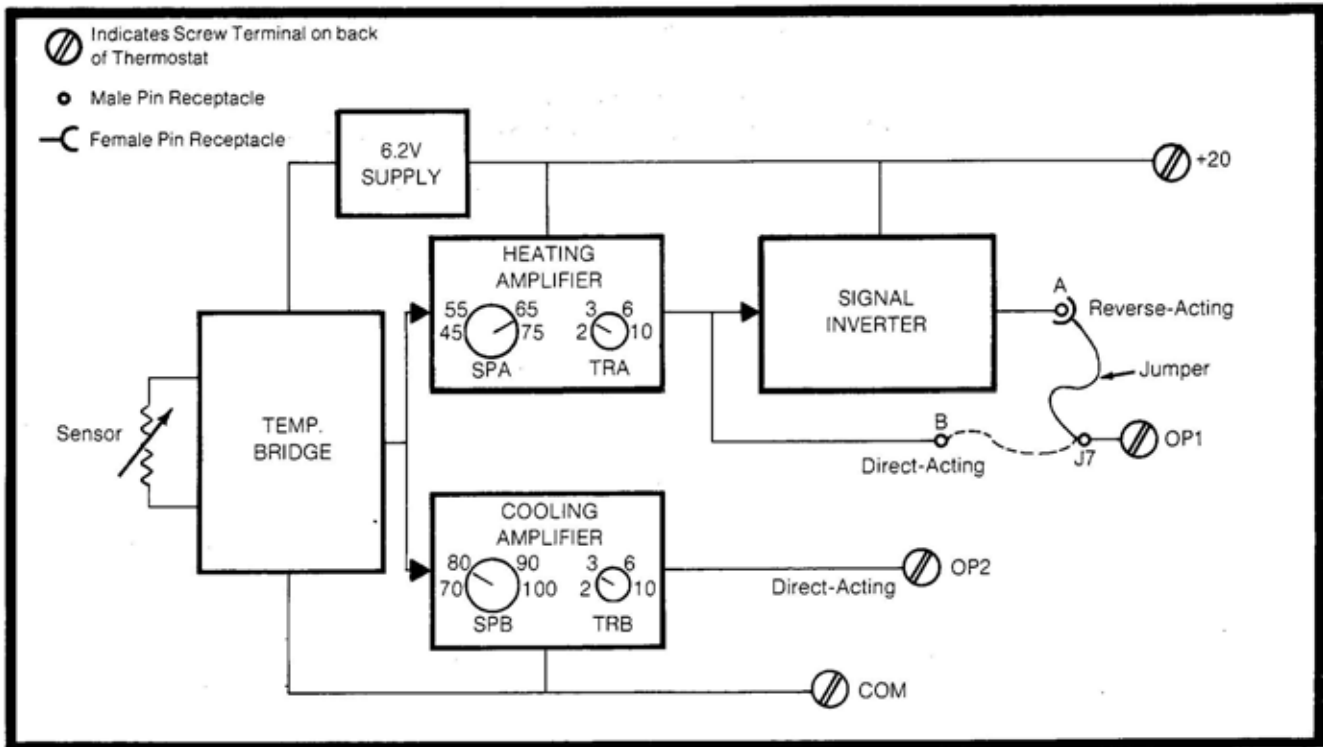 Indicates Screw Terminal on back
of Thermostat
Male Pin Receptacle
Female Pin Receptacle
6.2V
SUPPLY
+20
HEATING
AMPLIFIER
55 65
45 75
SPA
3 6
2 10
TRA
SIGNAL
INVERTER
A
Reverse-Acting
Jumper
Sensor
TEMP.
BRIDGE
B
Direct-Acting
J7
OP1
COOLING
AMPLIFIER
80 90
70 100
SPB
3 6
2 10
TRB
Direct-Acting
OP2
COM